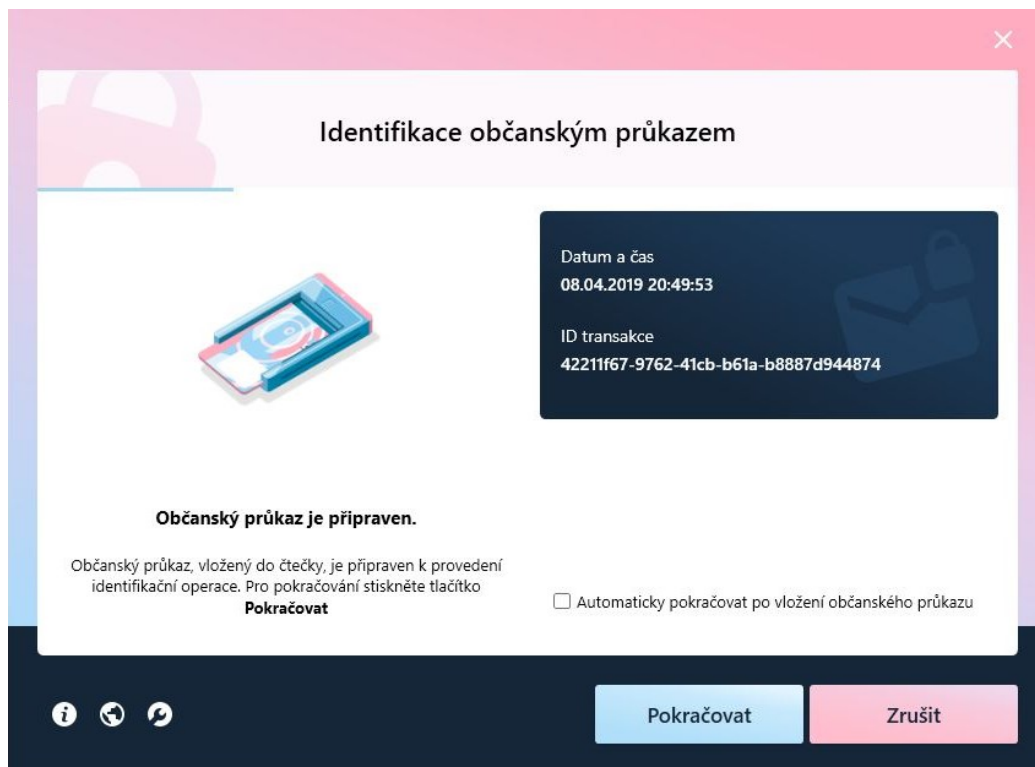 Identifikace občanským průkazem
Datum a čas
08.04.2019 20:49:53
ID transakce
42211f67-9762-41cb-b61a-b8887d944874
Občanský průkaz je připraven.
Občanský průkaz, vložený do čtečky, je připraven k provedení
identifikační operace. Pro pokračování stiskněte tlačítko
Pokračovat
Automaticky pokračovat po vložení občanského průkazu
Pokračovat
Zrušit